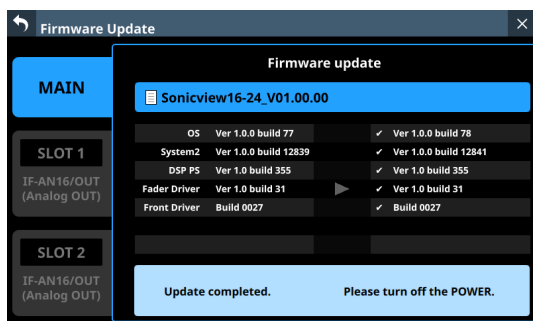 Firmware Update
Firmware update
MAIN
Sonicview16-24_V01.00.00
OS Ver 1.0.0 build 77 ✔ Ver 1.0.0 build 78
System2 Ver 1.0.0 build 12839 ✔ Ver 1.0.0 build 12841
DSP PS Ver 1.0 build 355 ✔ Ver 1.0 build 355
Fader Driver Ver 1.0 build 31 ✔ Ver 1.0 build 31
Front Driver Build 0027 ✔ Build 0027
SLOT 1
IF-AN16/OUT
(Analog OUT)
SLOT 2
IF-AN16/OUT
(Analog OUT)
Update completed. Please turn off the POWER.